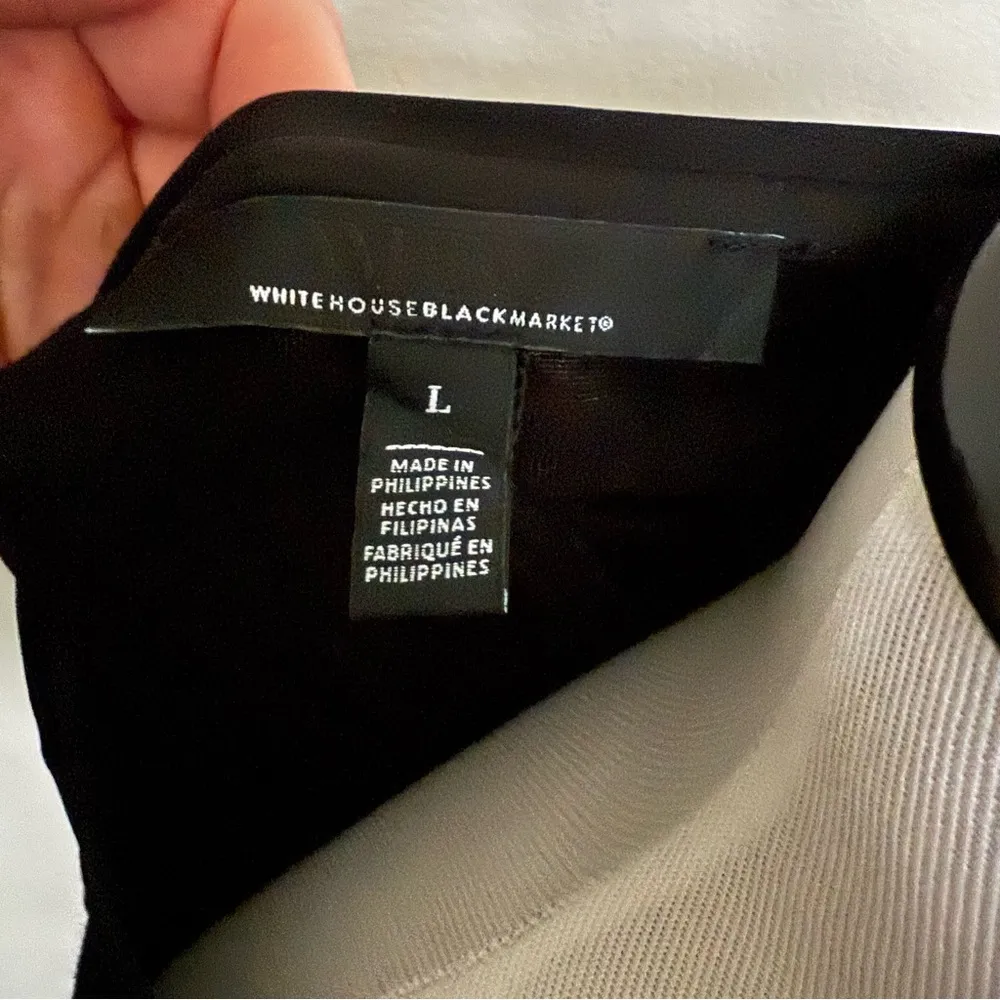 WHITEHOUSEBLACKMARKET®
L
MADE IN
PHILIPPINES
HECHO EN
FILIPINAS
FABRIQUÉ EN
PHILIPPINES